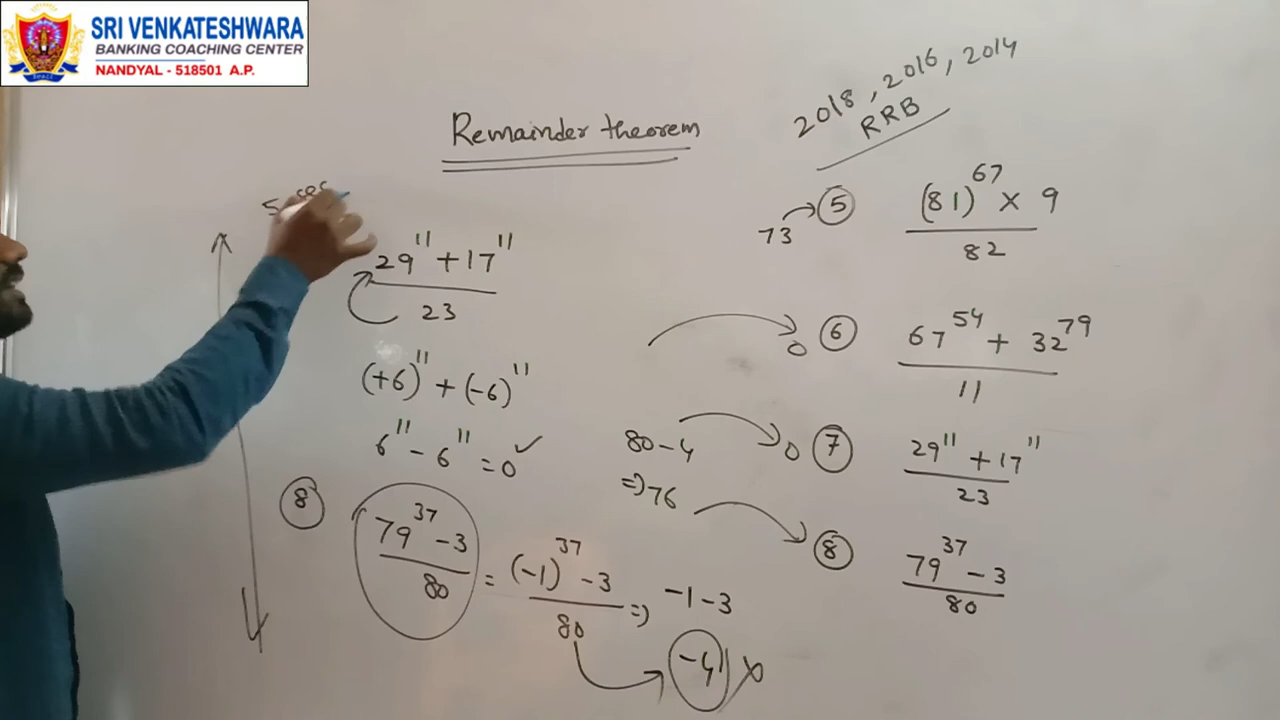 SRI VENKATESHWARA
BANKING COACHING CENTER
NANDYAL - 518501 A.P.
Remainder theorem
2018, 2016, 2014
RRB
5 sec
29^11 + 17^11
23
(+6)^11 + (-6)^11
6^11 - 6^11 = 0 ✓
8
79^37 - 3
80
= (-1)^37 - 3
80
=) -1-3
-4
80-4
=) 76
73
5
(81)^67 × 9
82
0
6
67^54 + 32^79
11
0
7
29^11 + 17^11
23
8
79^37 - 3
80